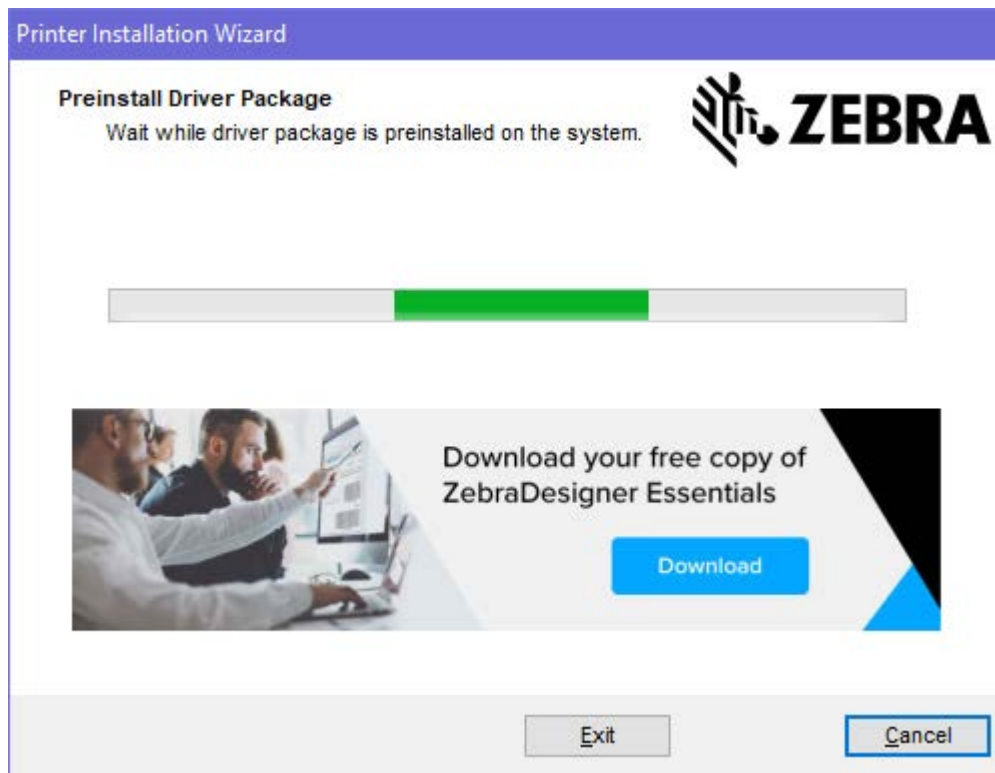 Printer Installation Wizard
Preinstall Driver Package
Wait while driver package is preinstalled on the system.
ZEBRA
Download your free copy of
ZebraDesigner Essentials
Download
Exit
Cancel